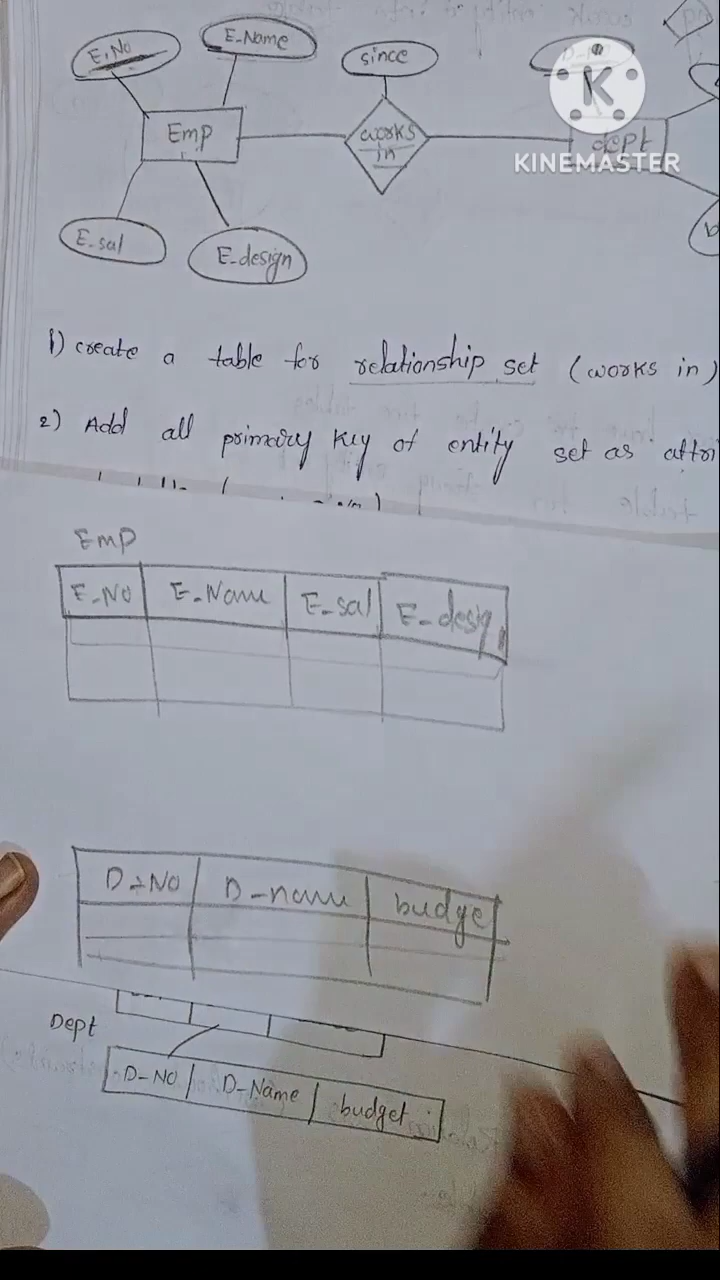 E-No
E-Name
since
K
KINEMASTER
Emp
works
in
dept
E-sal
E-design
1) create a table for relationship set (works in)
2) Add all primary key of entity set as attri
Emp
E-No E-Name E-sal E-desig
D-No D-name budge
Dept
D-No D-Name budget